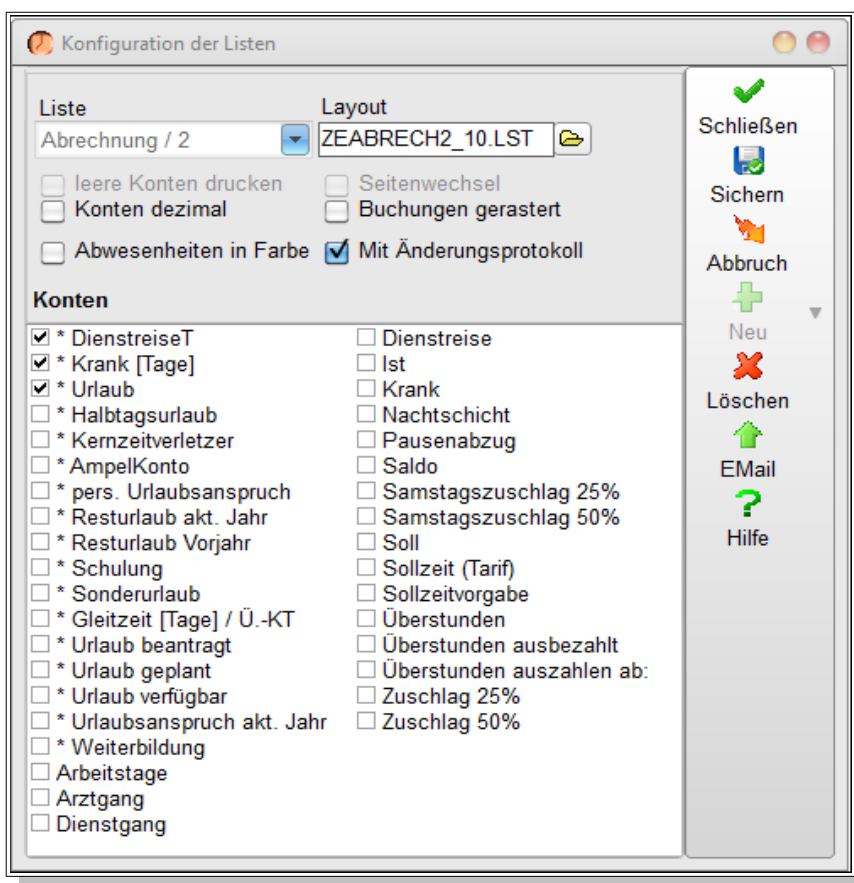 Konfiguration der Listen
Liste
Layout
Abrechnung / 2
ZEABRECH2_10.LST
leere Konten drucken
Seitenwechsel
Konten dezimal
Buchungen gerastert
Abwesenheiten in Farbe
Mit Änderungsprotokoll
Konten
* DienstreiseT
* Krank [Tage]
* Urlaub
* Halbtagsurlaub
* Kernzeitverletzer
* AmpelKonto
* pers. Urlaubsanspruch
* Resturlaub akt. Jahr
* Resturlaub Vorjahr
* Schulung
* Sonderurlaub
* Gleitzeit [Tage] / Ü.-KT
* Urlaub beantragt
* Urlaub geplant
* Urlaub verfügbar
* Urlaubsanspruch akt. Jahr
* Weiterbildung
Arbeitstage
Arztgang
Dienstgang
Dienstreise
Ist
Krank
Nachtschicht
Pausenabzug
Saldo
Samstagszuschlag 25%
Samstagszuschlag 50%
Soll
Sollzeit (Tarif)
Sollzeitvorgabe
Überstunden
Überstunden ausbezahlt
Überstunden auszahlen ab:
Zuschlag 25%
Zuschlag 50%
Schließen
Sichern
Abbruch
Neu
Löschen
EMail
Hilfe